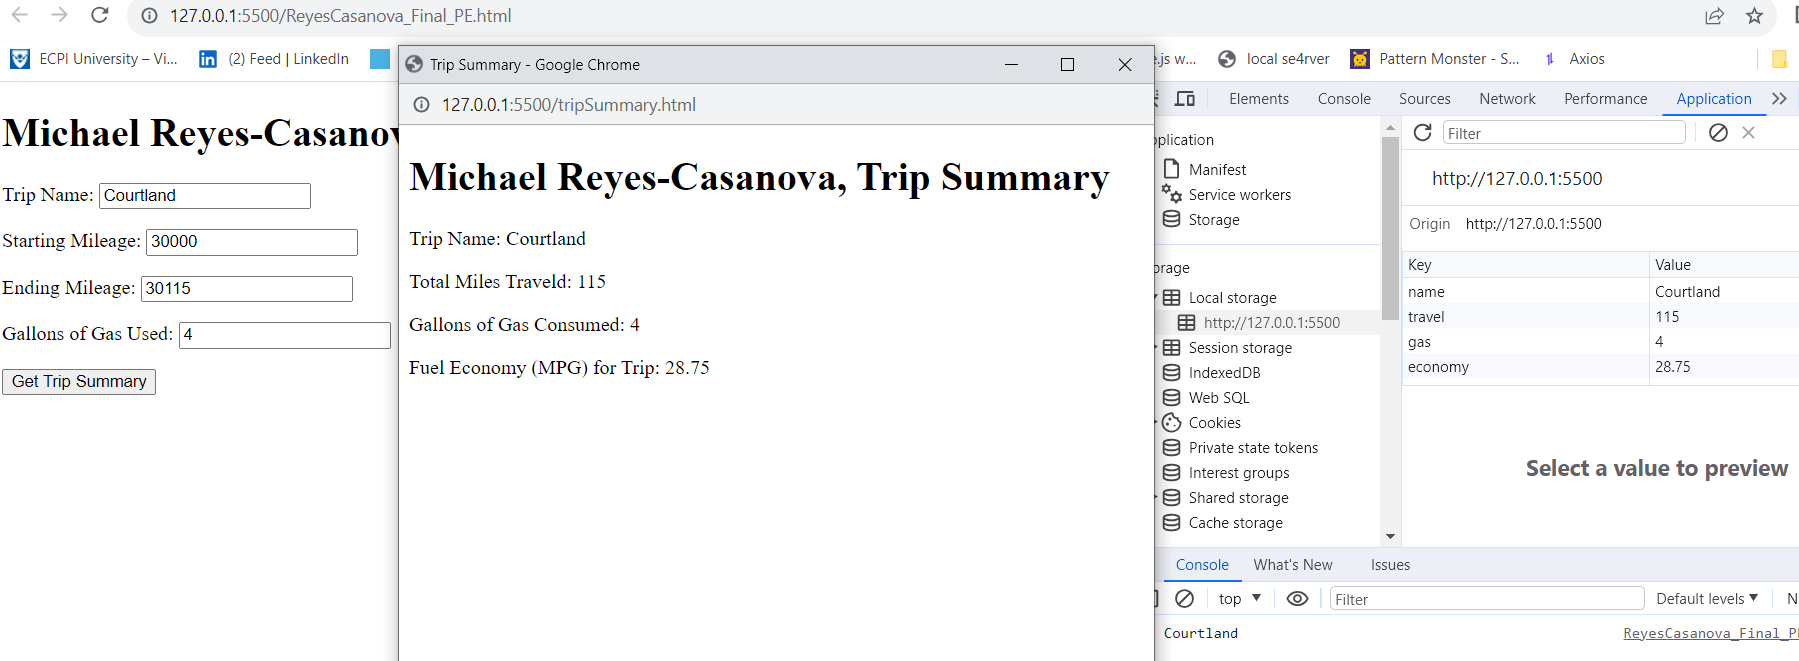 127.0.0.1:5500/ReyesCasanova_Final_PE.html
ECPI University – Vi...
(2) Feed | LinkedIn
.js w...
local se4rver
Pattern Monster - S...
Axios
Michael Reyes-Casanov
Trip Name: Courtland
Starting Mileage: 30000
Ending Mileage: 30115
Gallons of Gas Used: 4
Get Trip Summary
Trip Summary - Google Chrome
127.0.0.1:5500/tripSummary.html
Michael Reyes-Casanova, Trip Summary
Trip Name: Courtland
Total Miles Traveld: 115
Gallons of Gas Consumed: 4
Fuel Economy (MPG) for Trip: 28.75
Elements Console Sources Network Performance Application
pplication
Manifest
Service workers
Storage
orage
Local storage
http://127.0.0.1:5500
Session storage
IndexedDB
Web SQL
Cookies
Private state tokens
Interest groups
Shared storage
Cache storage
Filter
http://127.0.0.1:5500
Origin http://127.0.0.1:5500
Key Value
name Courtland
travel 115
gas 4
economy 28.75
Select a value to preview
Console What's New Issues
top Filter Default levels N
Courtland ReyesCasanova_Final_P